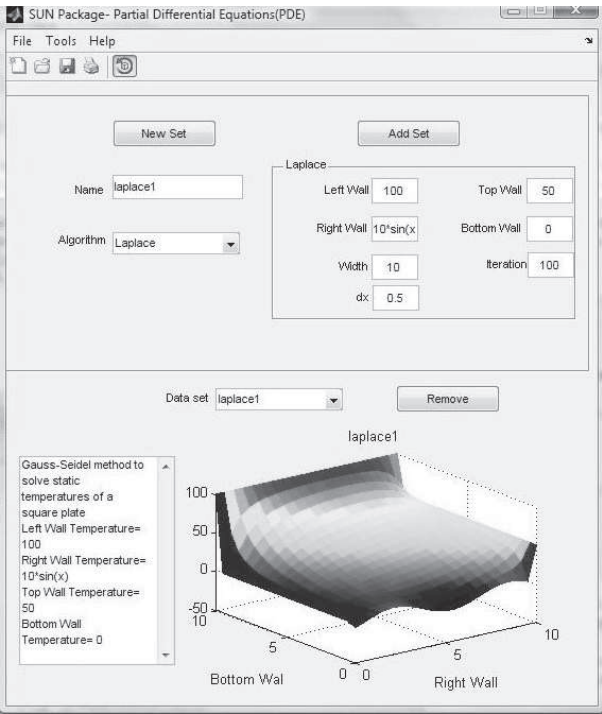 SUN Package- Partial Differential Equations(PDE)
File Tools Help
New Set
Add Set
Laplace
Name laplace1
Left Wall 100
Top Wall 50
Algorithm Laplace
Right Wall 10*sin(x
Bottom Wall 0
Width 10
Iteration 100
dx 0.5
Data set laplace1
Remove
laplace1
Gauss-Seidel method to
solve static
temperatures of a
square plate
Left Wall Temperature=
100
Right Wall Temperature=
10*sin(x)
Top Wall Temperature=
50
Bottom Wall
Temperature= 0
100
50
0
-50
10
5
0
0
5
10
Bottom Wal
Right Wall